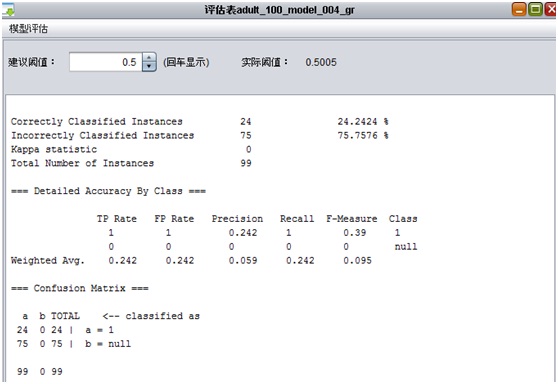 评估表adult_100_model_004_gr
模型评估
建议阈值： 0.5 (回车显示) 实际阈值： 0.5005
Correctly Classified Instances 24 24.2424 %
Incorrectly Classified Instances 75 75.7576 %
Kappa statistic 0
Total Number of Instances 99
=== Detailed Accuracy By Class ===
TP Rate FP Rate Precision Recall F-Measure Class
1 1 0.242 1 0.39 1
0 0 0 0 0 null
Weighted Avg. 0.242 0.242 0.059 0.242 0.095
=== Confusion Matrix ===
a b TOTAL <-- classified as
24 0 24 | a = 1
75 0 75 | b = null
99 0 99